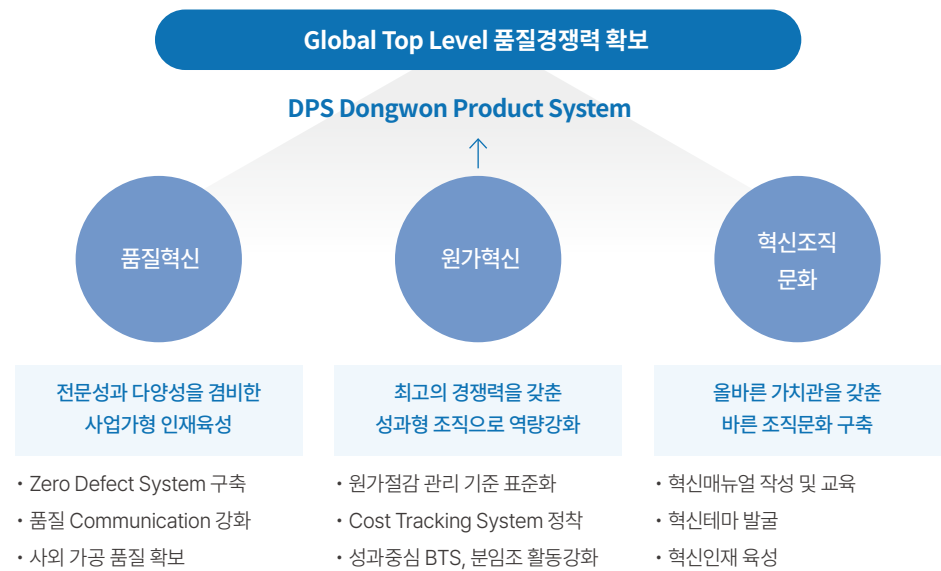 Global Top Level 품질경쟁력 확보
DPS Dongwon Product System
품질혁신
원가혁신
혁신조직
문화
전문성과 다양성을 겸비한
사업가형 인재육성
최고의 경쟁력을 갖춘
성과형 조직으로 역량강화
올바른 가치관을 갖춘
바른 조직문화 구축
• Zero Defect System 구축
• 품질 Communication 강화
• 사외 가공 품질 확보
• 원가절감 관리 기준 표준화
• Cost Tracking System 정착
• 성과중심 BTS, 분임조 활동강화
• 혁신매뉴얼 작성 및 교육
• 혁신테마 발굴
• 혁신인재 육성